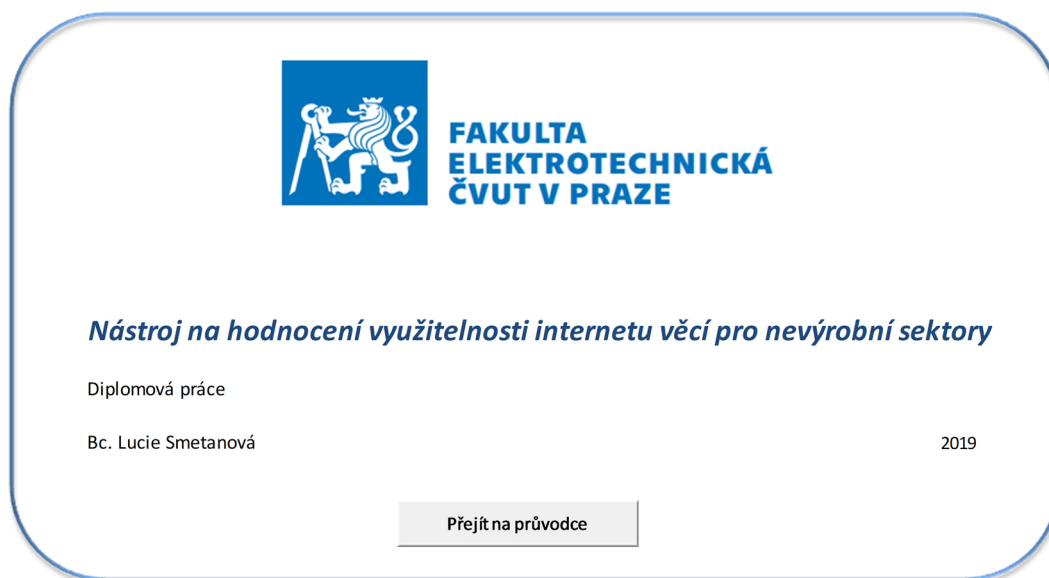 FAKULTA
ELEKTROTECHNICKÁ
ČVUT V PRAZE
Nástroj na hodnocení využitelnosti internetu věcí pro nevýrobní sektory
Diplomová práce
Bc. Lucie Smetanová 2019
Přejít na průvodce